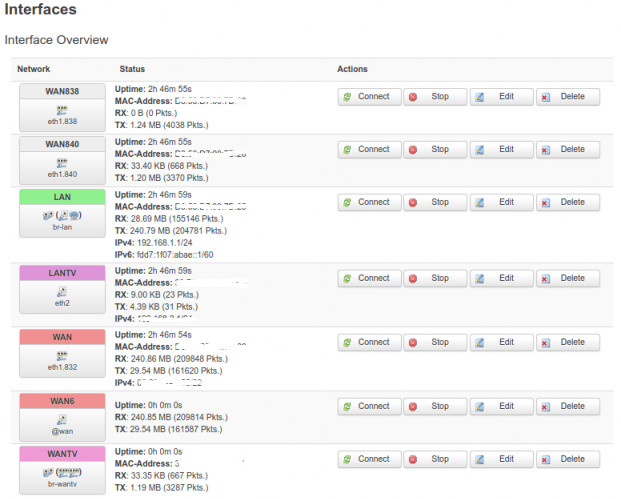 Interfaces
Interface Overview
Network Status Actions
WAN838
eth1.838
Uptime: 2h 46m 55s
MAC-Address:
RX: 0 B (0 Pkts.)
TX: 1.24 MB (4038 Pkts.)
Connect Stop Edit Delete
WAN840
eth1.840
Uptime: 2h 46m 55s
MAC-Address:
RX: 33.40 KB (668 Pkts.)
TX: 1.20 MB (3370 Pkts.)
Connect Stop Edit Delete
LAN
br-lan
Uptime: 2h 46m 59s
MAC-Address:
RX: 28.69 MB (155146 Pkts.)
TX: 240.79 MB (204781 Pkts.)
IPv4: 192.168.1.1/24
IPv6: fdd7:1f07:abae::1/60
Connect Stop Edit Delete
LANTV
eth2
Uptime: 2h 46m 59s
MAC-Address:
RX: 9.00 KB (23 Pkts.)
TX: 4.39 KB (31 Pkts.)
IPv4:
Connect Stop Edit Delete
WAN
eth1.832
Uptime: 2h 46m 54s
MAC-Address:
RX: 240.86 MB (209848 Pkts.)
TX: 29.54 MB (161620 Pkts.)
IPv4:
Connect Stop Edit Delete
WAN6
@wan
Uptime: 0h 0m 0s
RX: 240.85 MB (209814 Pkts.)
TX: 29.54 MB (161587 Pkts.)
Connect Stop Edit Delete
WANTV
br-wantv
Uptime: 0h 0m 0s
MAC-Address:
RX: 33.35 KB (667 Pkts.)
TX: 1.19 MB (3287 Pkts.)
Connect Stop Edit Delete